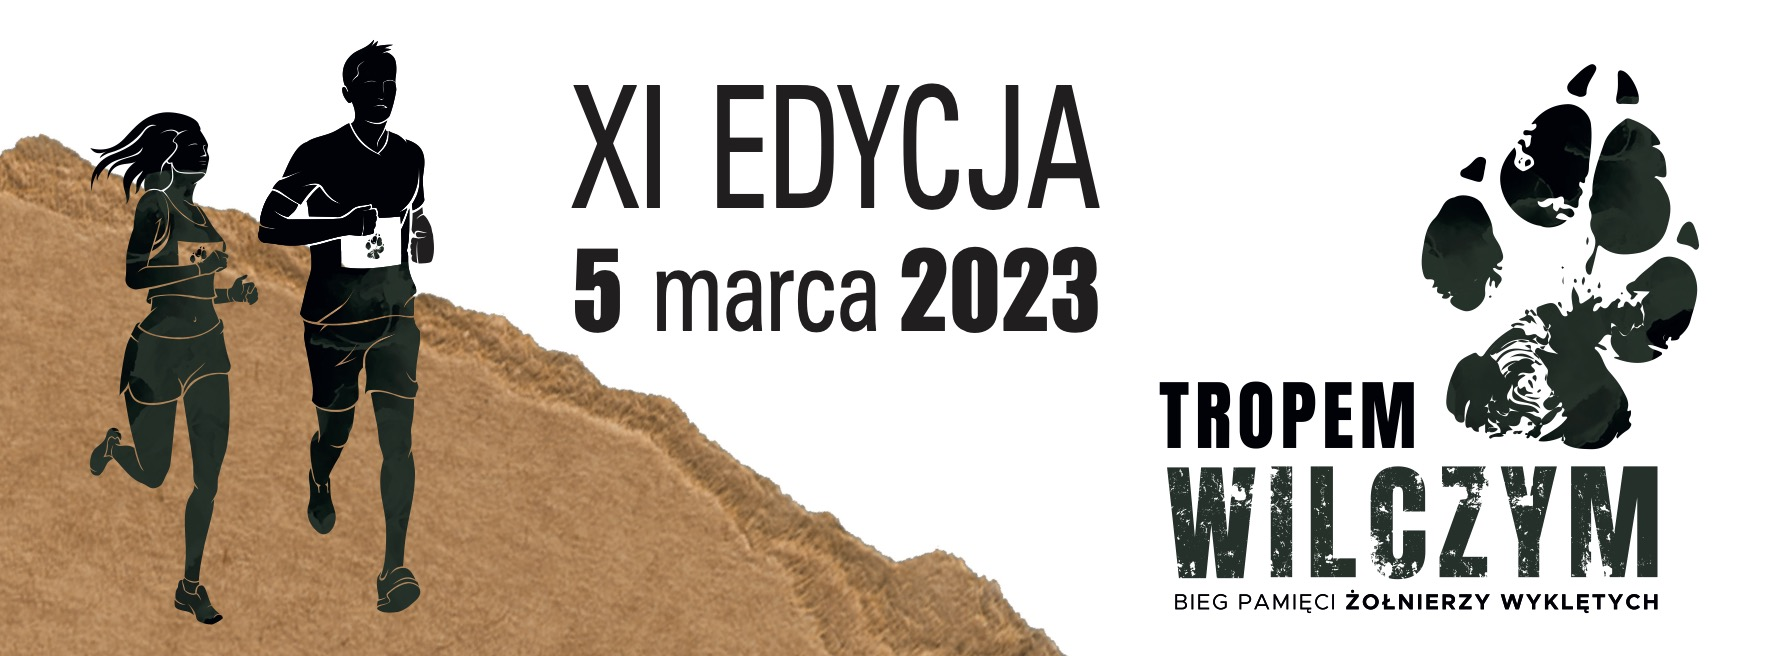 XI EDYCJA
5 marca 2023
TROPEM
WILCZYM
BIEG PAMIĘCI ŻOŁNIERZY WYKLĘTYCH